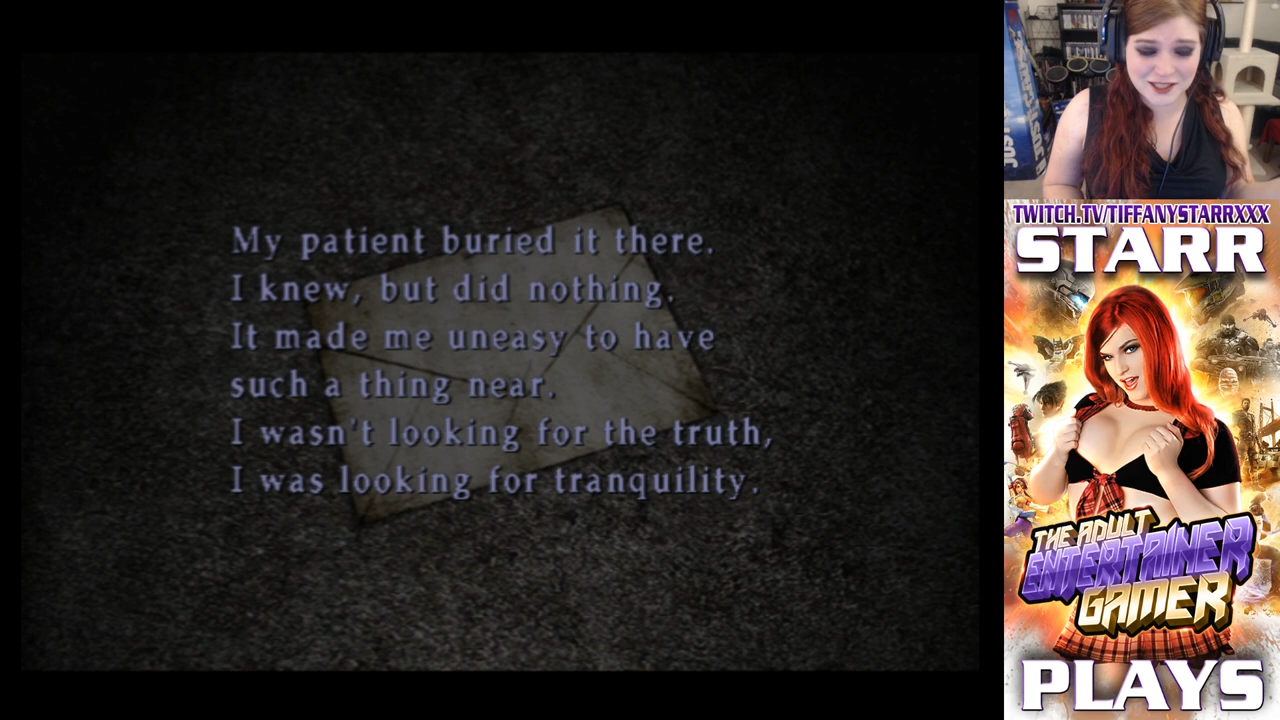 My patient buried it there.
I knew, but did nothing.
It made me uneasy to have
such a thing near.
I wasn't looking for the truth,
I was looking for tranquility.
TWITCH.TV/TIFFANYSTARRXXX
STARR
THE ADULT
ENTERTAINER
GAMER
PLAYS